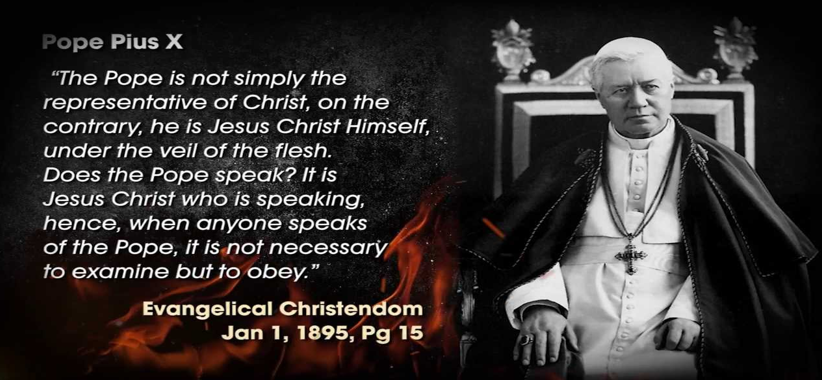 Pope Pius X
“The Pope is not simply the
representative of Christ, on the
contrary, he is Jesus Christ Himself,
under the veil of the flesh.
Does the Pope speak? It is
Jesus Christ who is speaking,
hence, when anyone speaks
of the Pope, it is not necessary
to examine but to obey.”
Evangelical Christendom
Jan 1, 1895, Pg 15